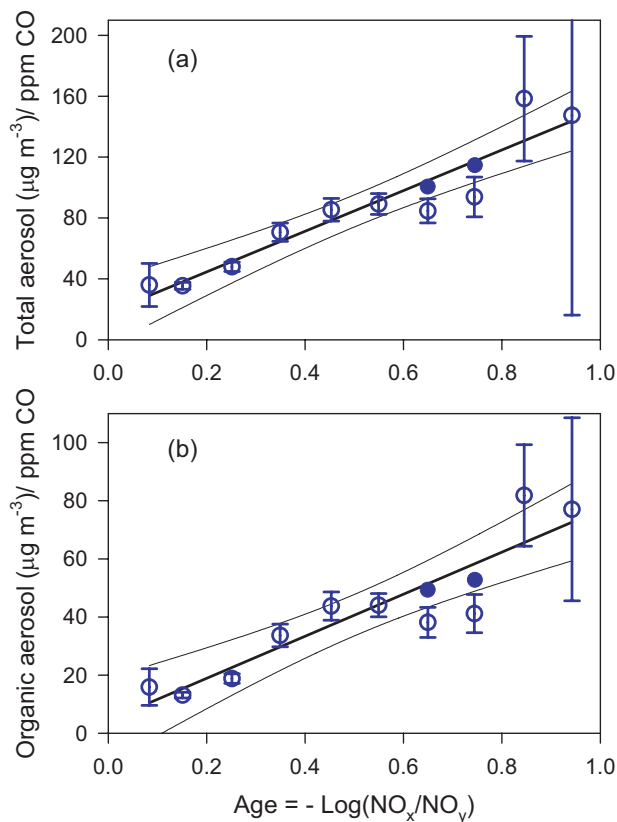 Total aerosol (μg m⁻³)/ ppm CO
(a)
200
160
120
80
40
0
0.0 0.2 0.4 0.6 0.8 1.0
Organic aerosol (μg m⁻³)/ ppm CO
(b)
100
80
60
40
20
0
0.0 0.2 0.4 0.6 0.8 1.0
Age = - Log(NOₓ/NOᵧ)